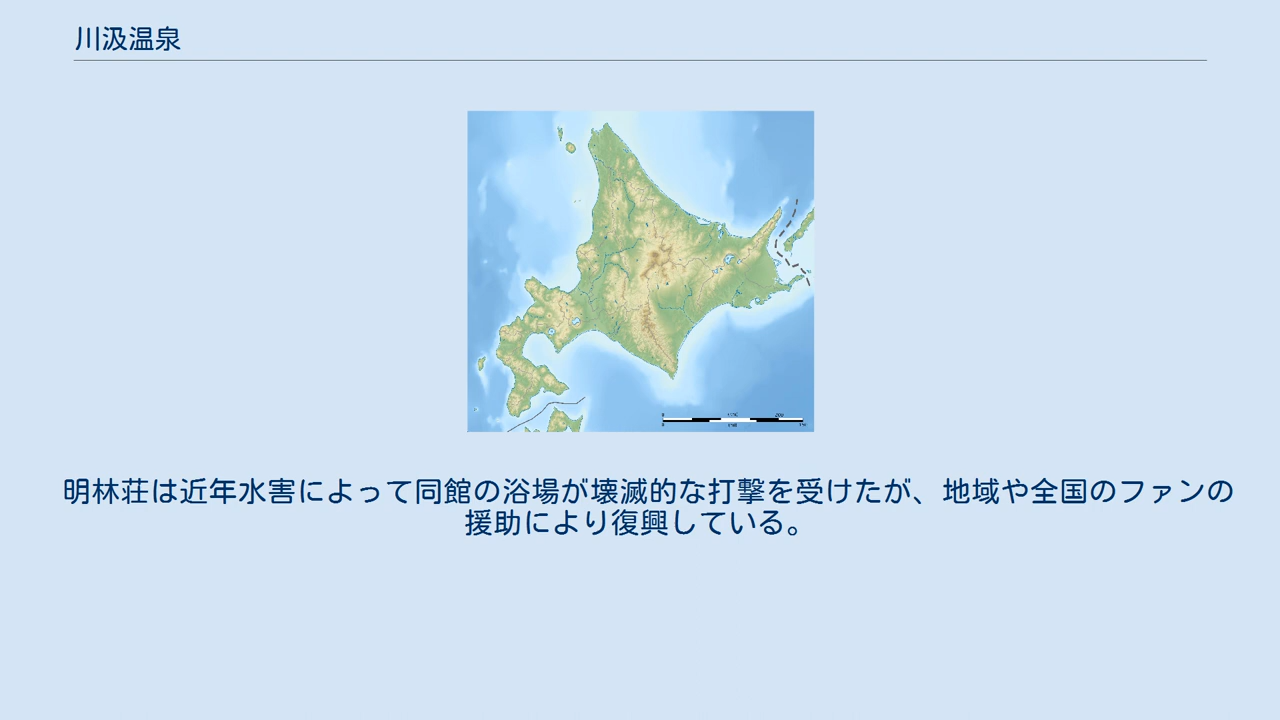 川汲温泉
明林荘は近年水害によって同館の浴場が壊滅的な打撃を受けたが、地域や全国のファンの
援助により復興している。